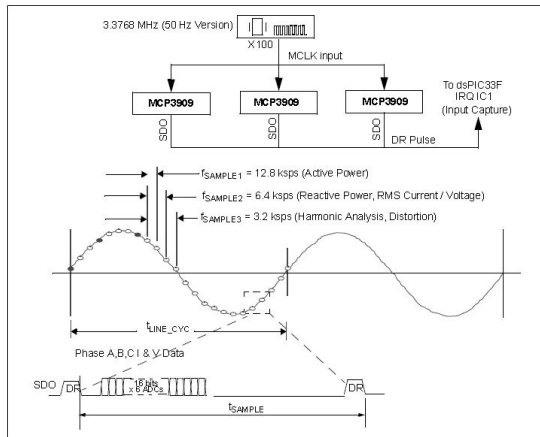 3.3768 MHz (50 Hz Version)
X100
MCLK input
MCP3909
MCP3909
MCP3909
To dsPIC33F
IRQ IC1
(Input Capture)
SDO
SDO
SDO
DR Pulse
fSAMPLE1 = 12.8 ksps (Active Power)
fSAMPLE2 = 6.4 ksps (Reactive Power, RMS Current / Voltage)
fSAMPLE3 = 3.2 ksps (Harmonic Analysis, Distortion)
tLINE_CYC
Phase A,B,C I & V Data
SDO
DR
16 bits
x 6 ADCs
DR
tSAMPLE